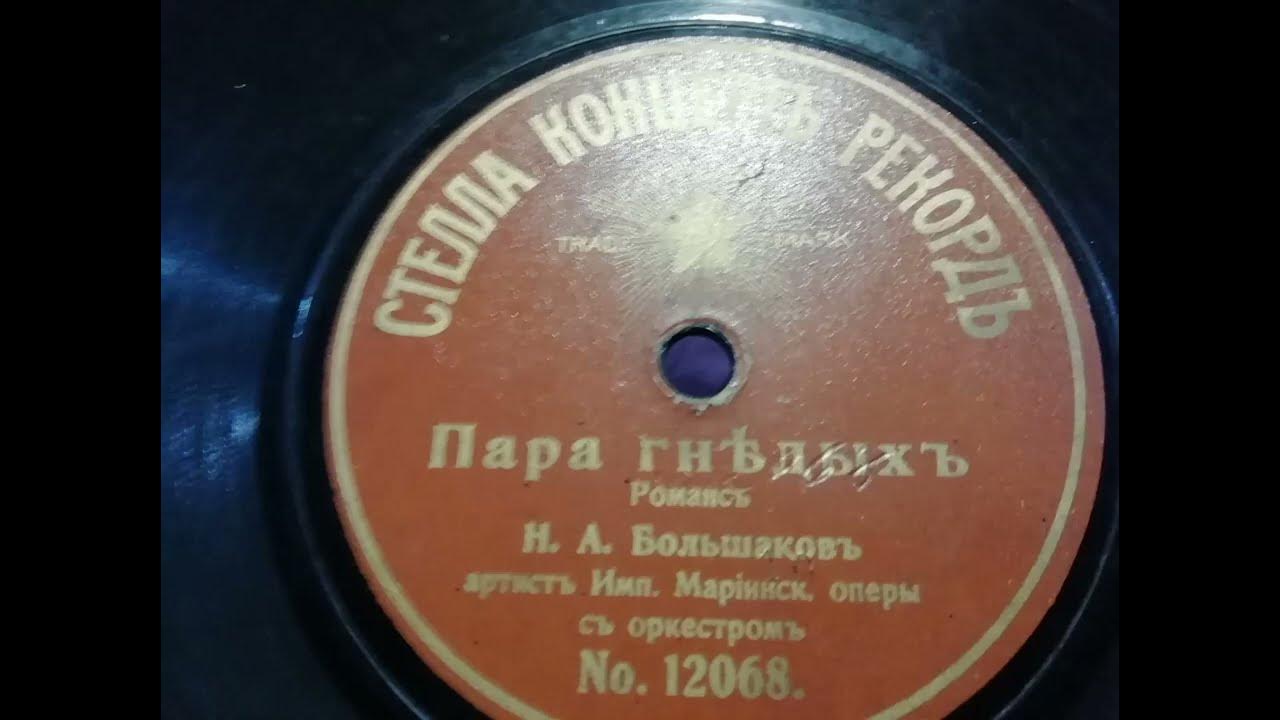 СТЕЛЛА КОНЦЕРТЪ РЕКОРДЪ
TRADE MARK
Пара гнѣдыхъ
Романсъ
Н. А. Большаковъ
артистъ Имп. Маріинск. оперы
съ оркестромъ
No. 12068.